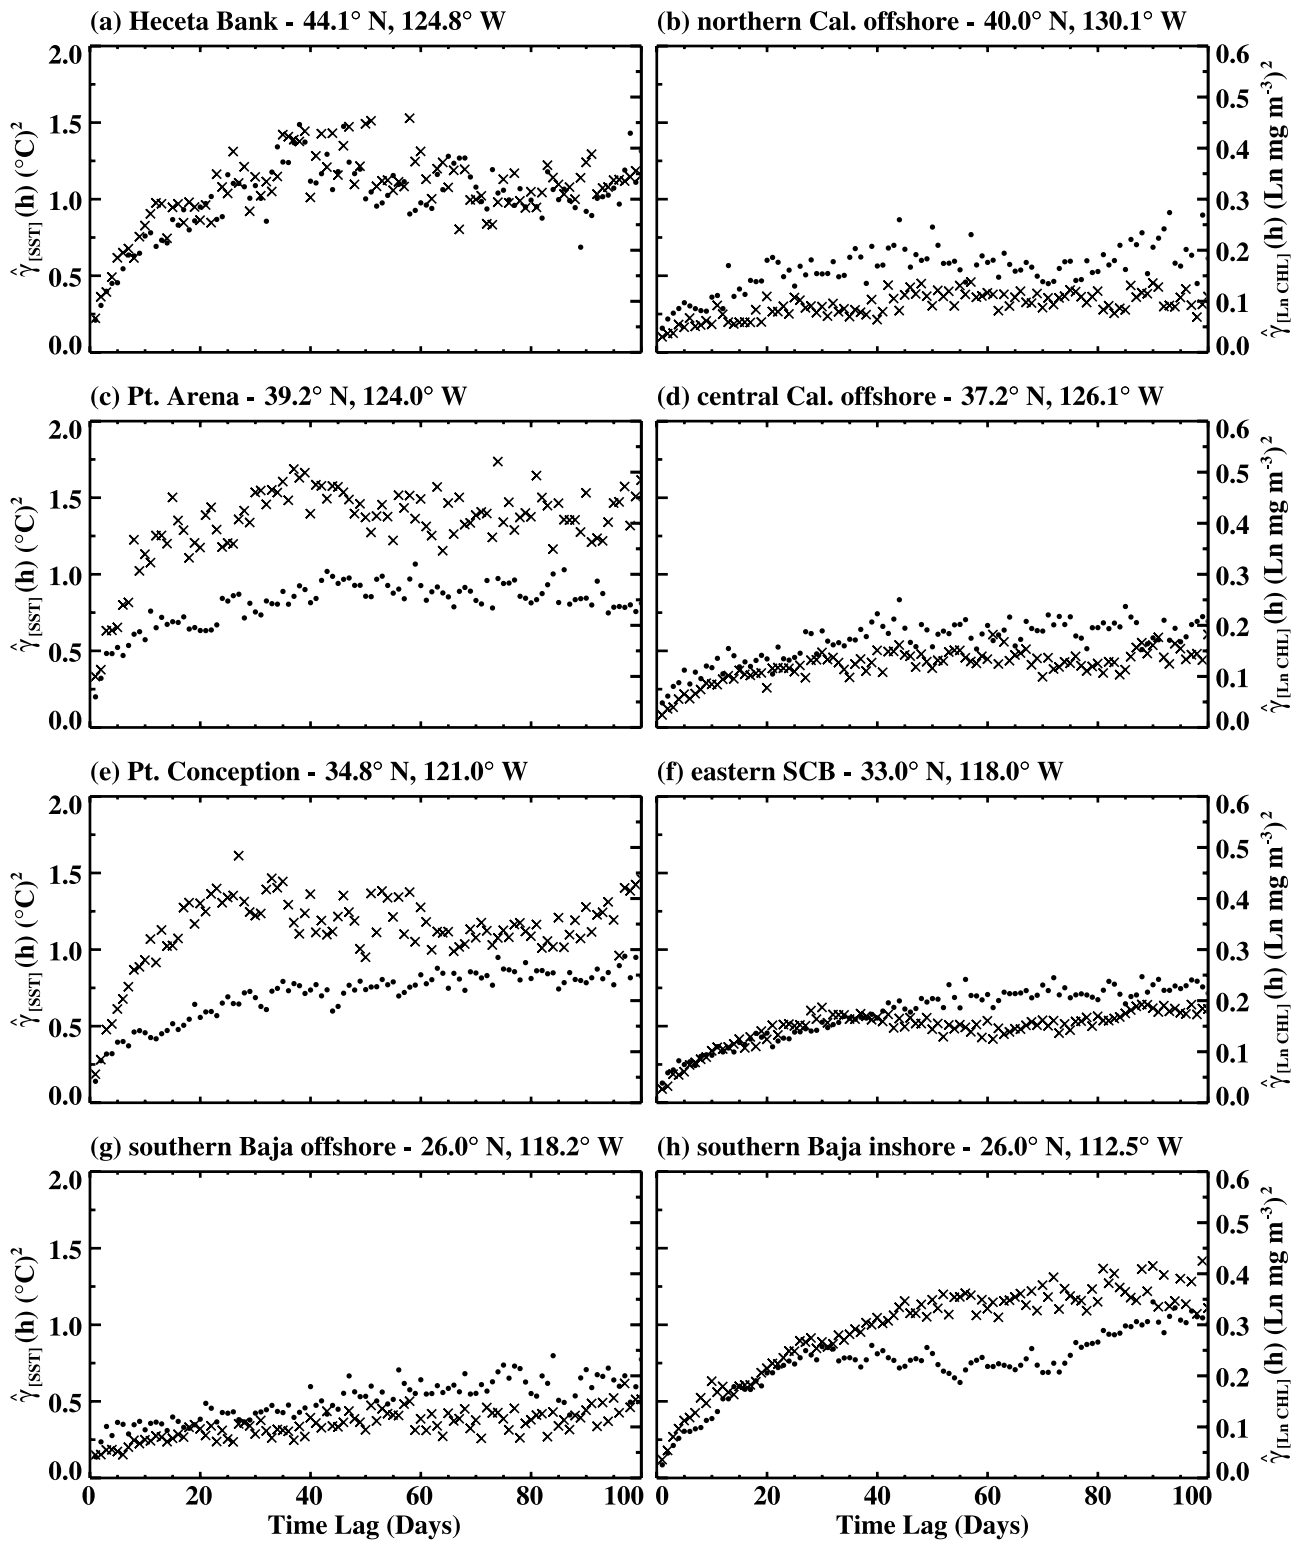 (a) Heceta Bank - 44.1° N, 124.8° W
(b) northern Cal. offshore - 40.0° N, 130.1° W
2.0
1.5
1.0
0.5
0.0
γ̂[SST](h) (°C)²
0.6
0.5
0.4
0.3
0.2
0.1
0.0
γ̂[Ln CHL](h) (Ln mg m⁻³)²
(c) Pt. Arena - 39.2° N, 124.0° W
(d) central Cal. offshore - 37.2° N, 126.1° W
2.0
1.5
1.0
0.5
0.0
γ̂[SST](h) (°C)²
0.6
0.5
0.4
0.3
0.2
0.1
0.0
γ̂[Ln CHL](h) (Ln mg m⁻³)²
(e) Pt. Conception - 34.8° N, 121.0° W
(f) eastern SCB - 33.0° N, 118.0° W
2.0
1.5
1.0
0.5
0.0
γ̂[SST](h) (°C)²
0.6
0.5
0.4
0.3
0.2
0.1
0.0
γ̂[Ln CHL](h) (Ln mg m⁻³)²
(g) southern Baja offshore - 26.0° N, 118.2° W
(h) southern Baja inshore - 26.0° N, 112.5° W
2.0
1.5
1.0
0.5
0.0
γ̂[SST](h) (°C)²
0.6
0.5
0.4
0.3
0.2
0.1
0.0
γ̂[Ln CHL](h) (Ln mg m⁻³)²
0 20 40 60 80 100
0 20 40 60 80 100
Time Lag (Days)
Time Lag (Days)